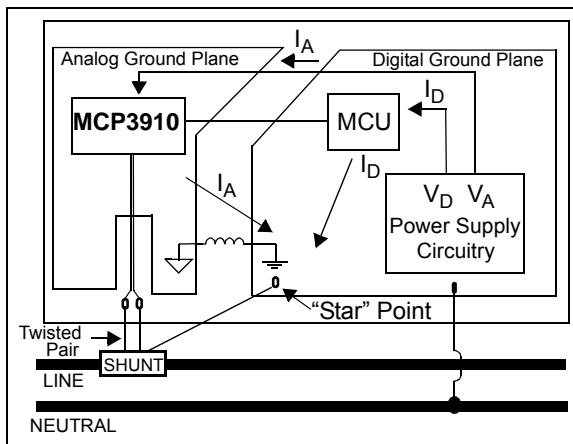 I_A
Analog Ground Plane
Digital Ground Plane
I_D
MCP3910
MCU
I_A
I_D
V_D V_A
Power Supply
Circuitry
"Star" Point
Twisted
Pair
SHUNT
LINE
NEUTRAL